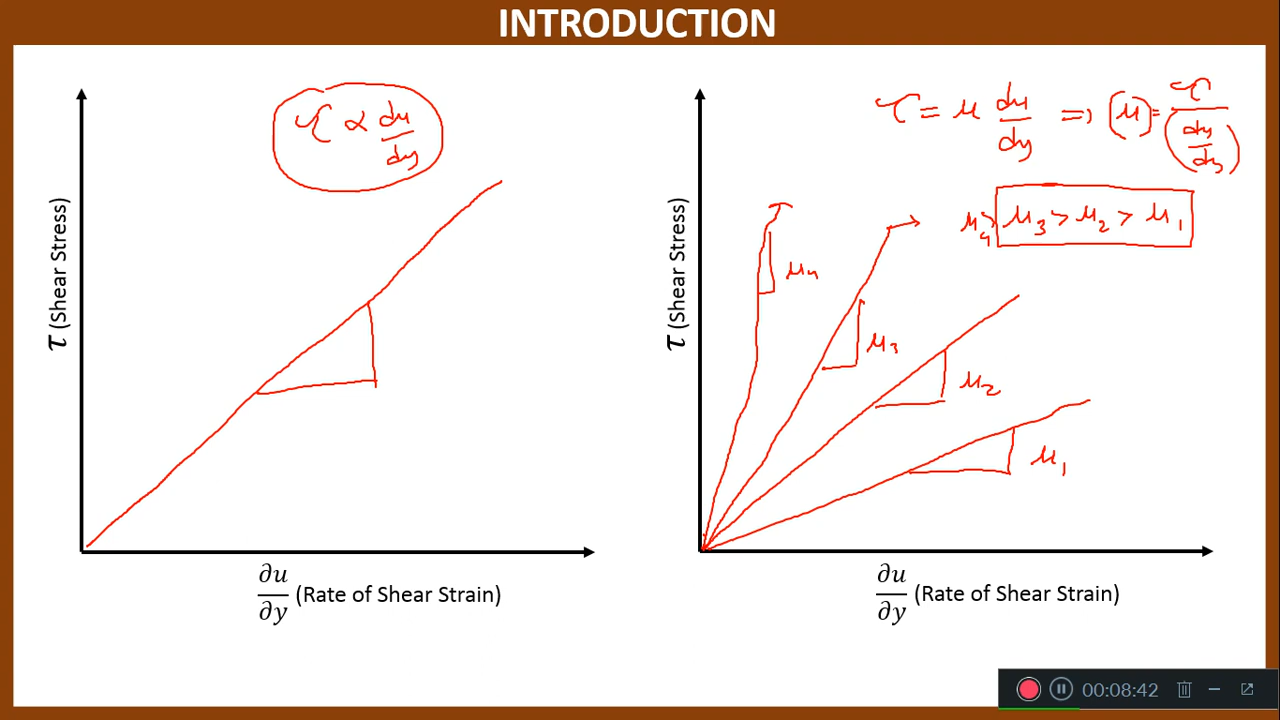 INTRODUCTION
τ ∝ du/dy
τ = μ du/dy ⇒ [μ] = τ/(du/dy)
μ4> μ3 > μ2 > μ1
μ4
μ3
μ2
μ1
τ (Shear Stress)
τ (Shear Stress)
∂u/∂y (Rate of Shear Strain)
∂u/∂y (Rate of Shear Strain)
00:08:42